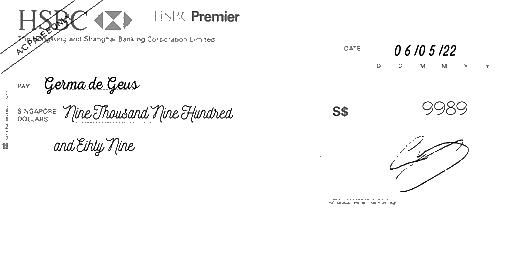 HSBC HSBC Premier
The Hongkong and Shanghai Banking Corporation Limited
A/C PAYEE ONLY
DATE 06/05/22
D D M M Y Y
PAY Germa de Geus
SINGAPORE DOLLARS Nine Thousand Nine Hundred
S$ 9989
and Eihty Nine